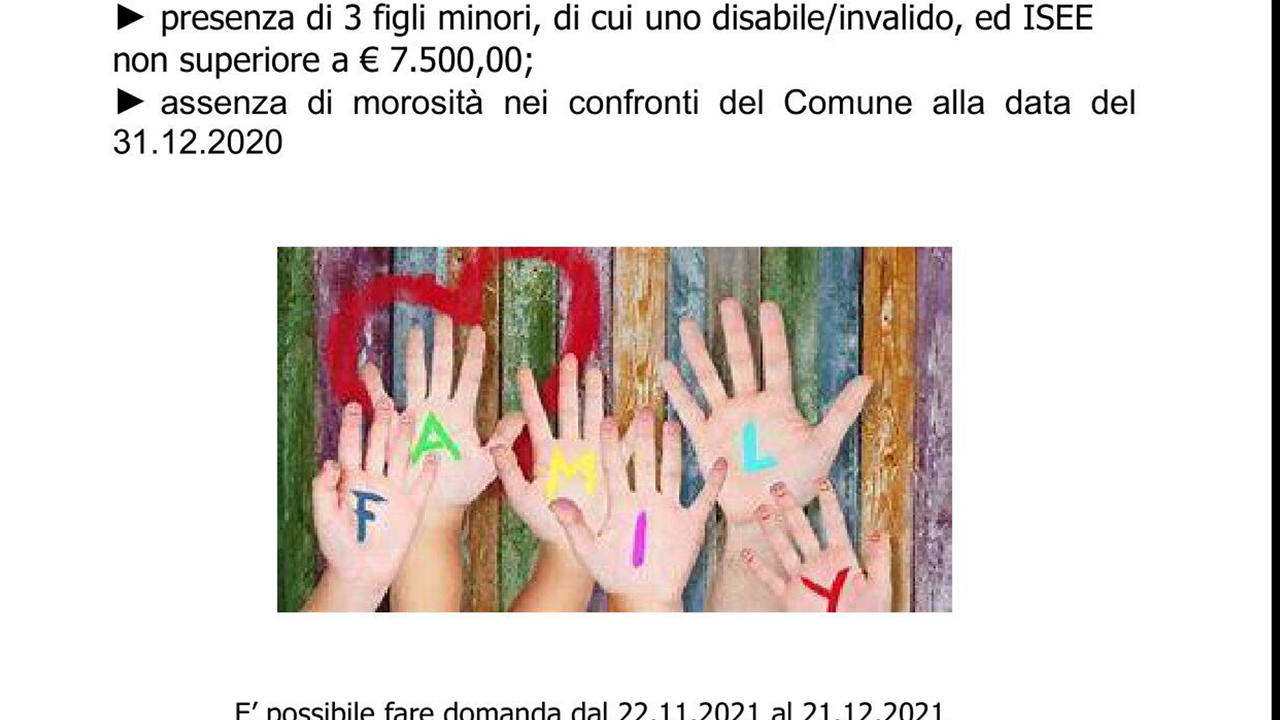 ► presenza di 3 figli minori, di cui uno disabile/invalido, ed ISEE
non superiore a € 7.500,00;
► assenza di morosità nei confronti del Comune alla data del
31.12.2020
F A M I L Y
E’ possibile fare domanda dal 22.11.2021 al 21.12.2021